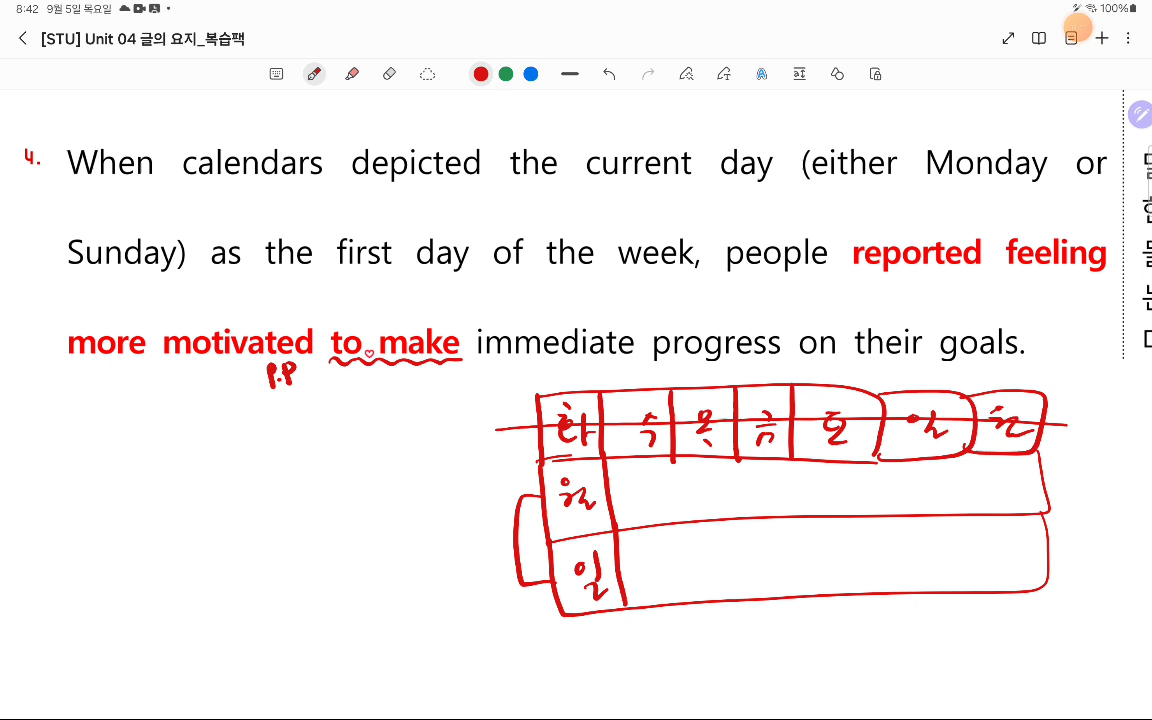 8:42 9월 5일 목요일
100%
[STU] Unit 04 글의 요지_복습팩
4. When calendars depicted the current day (either Monday or
Sunday) as the first day of the week, people reported feeling
more motivated to make immediate progress on their goals.
P.P
화 수 목 금 토 일 월
월
일